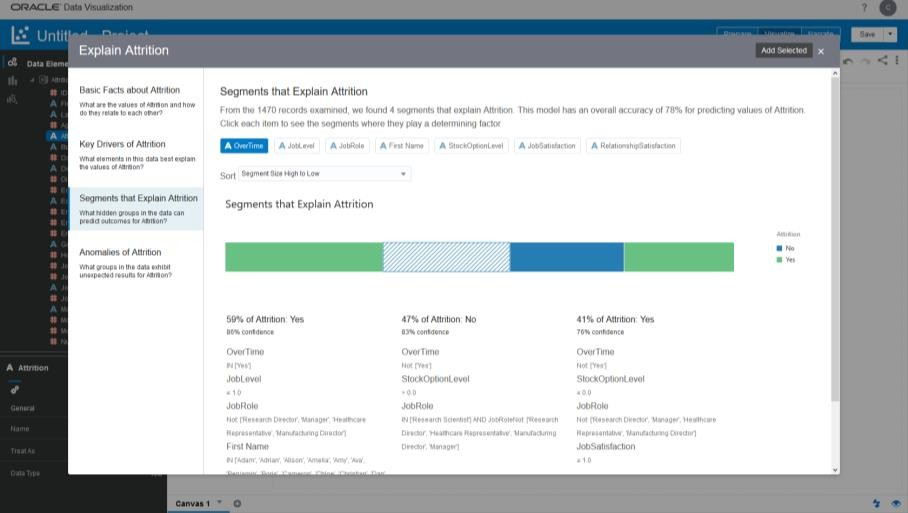 ORACLE' Data Visualization
?
C
Project
Prepare Visualize Narrate
Save
Data Eleme
Explain Attrition
Add Selected ×
Basic Facts about Attrition
What are the values of Attrition and how
do they relate to each other?
Key Drivers of Attrition
What elements in this data best explain
the values of Attrition?
Segments that Explain Attrition
What hidden groups in the data can
predict outcomes for Attrition?
Anomalies of Attrition
What groups in the data exhibit
unexpected results for Attrition?
Segments that Explain Attrition
From the 1470 records examined, we found 4 segments that explain Attrition. This model has an overall accuracy of 78% for predicting values of Attrition.
Click each item to see the segments where they play a determining factor
A OverTime
A JobLevel
A JobRole
A First Name
A StockOptionLevel
A JobSatisfaction
A RelationshipSatisfaction
Sort Segment Size High to Low
Segments that Explain Attrition
Attrition
No
Yes
59% of Attrition: Yes
86% confidence
OverTime
IN ['Yes']
JobLevel
JobRole
Not ['Research Director', 'Manager', 'Healthcare
Representative', 'Manufacturing Director']
First Name
IN ['Adam', 'Adrian', 'Alison', 'Amelia', 'Amy', 'Ava',
47% of Attrition: No
83% confidence
OverTime
Not ['Yes']
StockOptionLevel
> 0.0
JobRole
IN ['Research Scientist'] AND JobRoleNot ['Research
Director', 'Healthcare Representative', 'Manufacturing
Director', 'Manager']
41% of Attrition: Yes
76% confidence
OverTime
Not ['Yes']
StockOptionLevel
JobRole
Not ['Research Director', 'Manager', 'Healthcare
Representative', 'Manufacturing Director']
JobSatisfaction
A Attrition
General
Name
Treat As
Data Type
Canvas 1